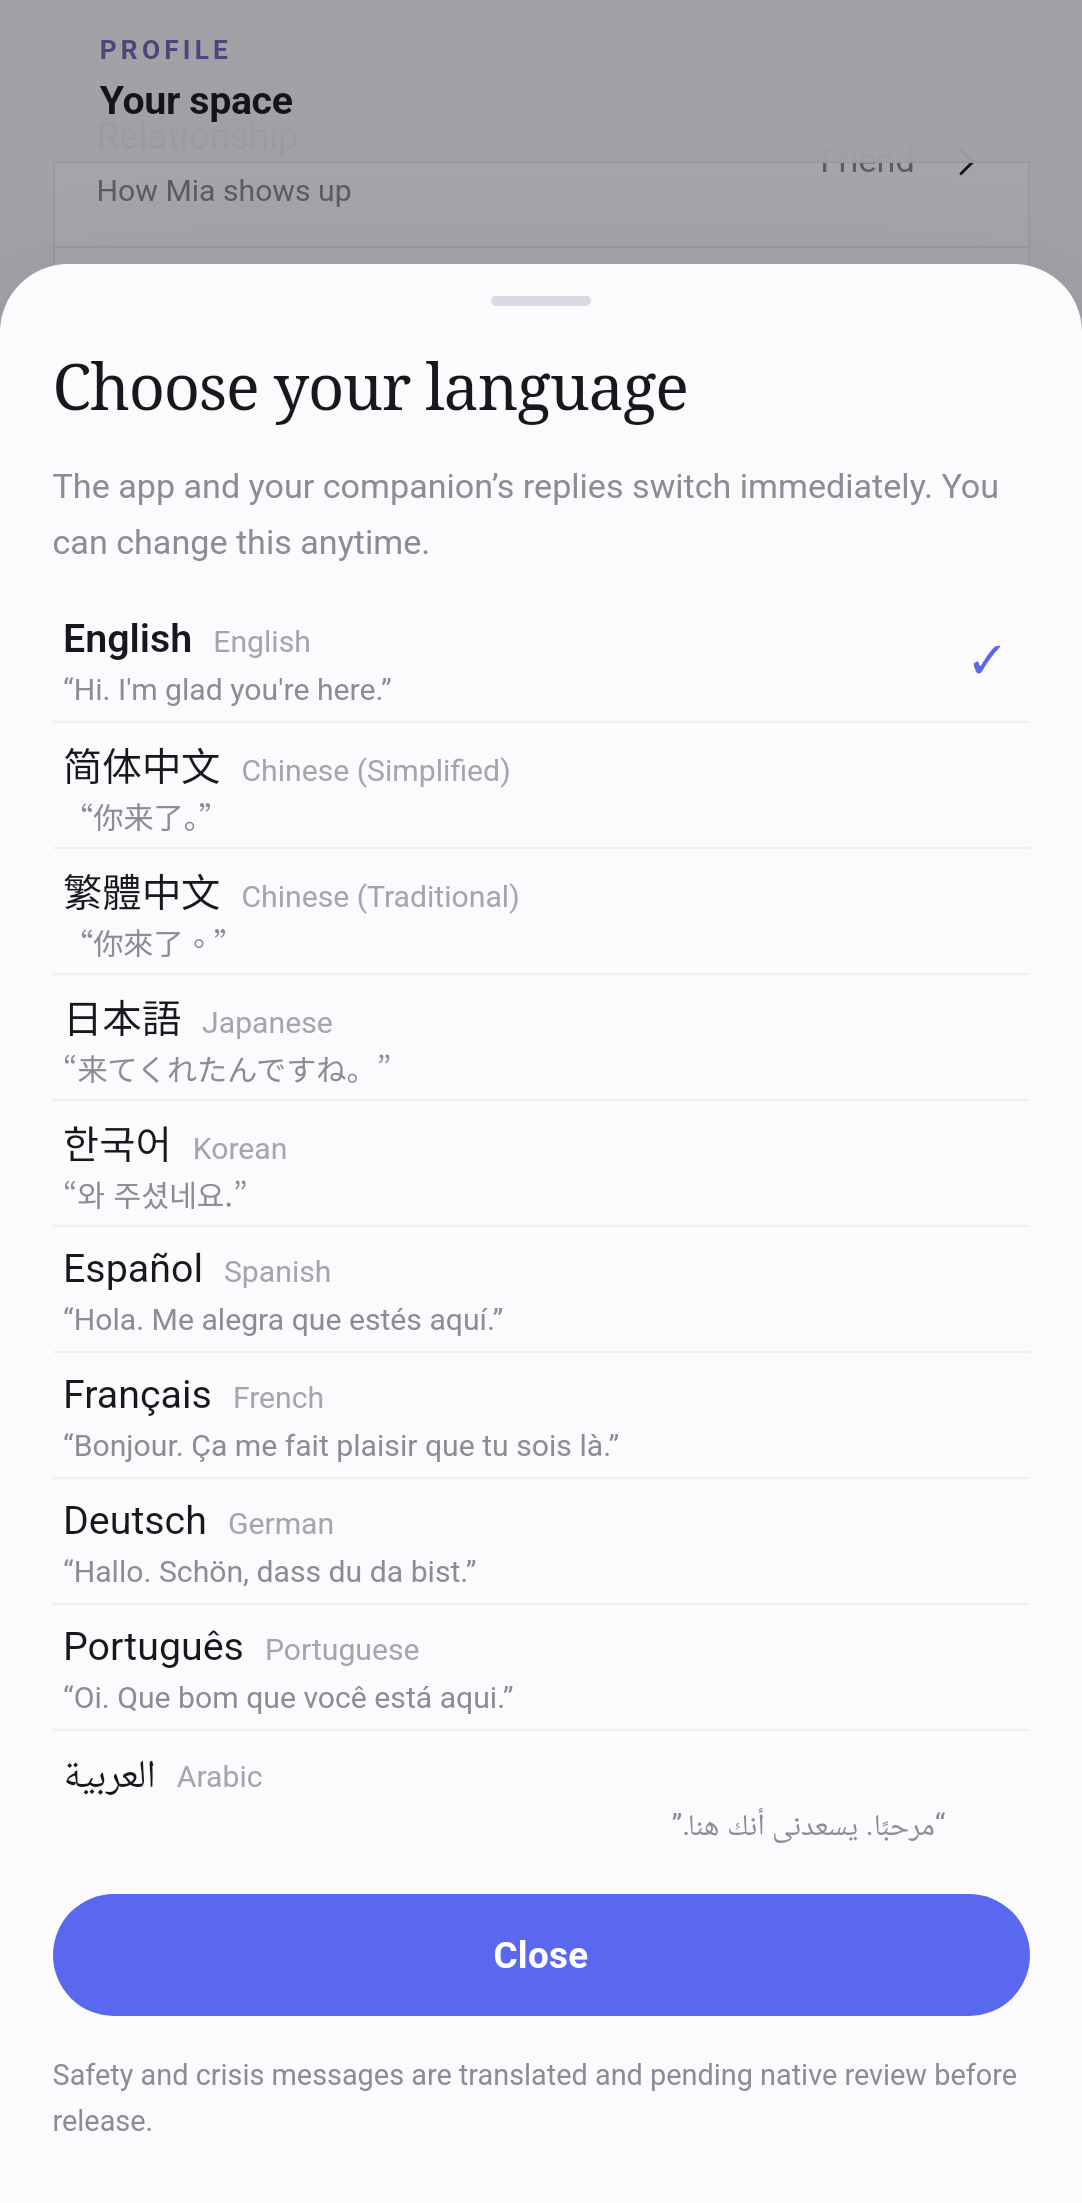 PROFILE
Your space
Relationship
Friend
How Mia shows up
Choose your language
The app and your companion’s replies switch immediately. You
can change this anytime.
English English
“Hi. I'm glad you're here.”
✓
简体中文 Chinese (Simplified)
“你来了。”
繁體中文 Chinese (Traditional)
“你來了。”
日本語 Japanese
“来てくれたんですね。”
한국어 Korean
“와 주셨네요.”
Español Spanish
“Hola. Me alegra que estés aquí.”
Français French
“Bonjour. Ça me fait plaisir que tu sois là.”
Deutsch German
“Hallo. Schön, dass du da bist.”
Português Portuguese
“Oi. Que bom que você está aqui.”
العربية Arabic
“مرحبًا. يسعدني أنك هنا.”
Close
Safety and crisis messages are translated and pending native review before
release.